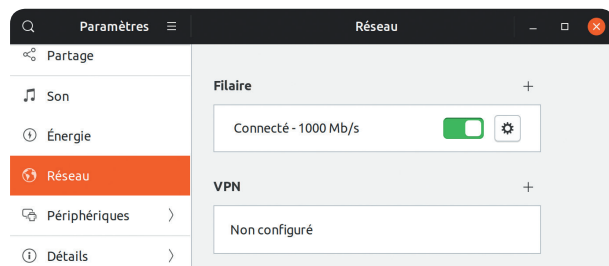 Paramètres
Réseau
Partage
Son
Énergie
Réseau
Périphériques
Détails
Filaire
Connecté - 1000 Mb/s
VPN
Non configuré